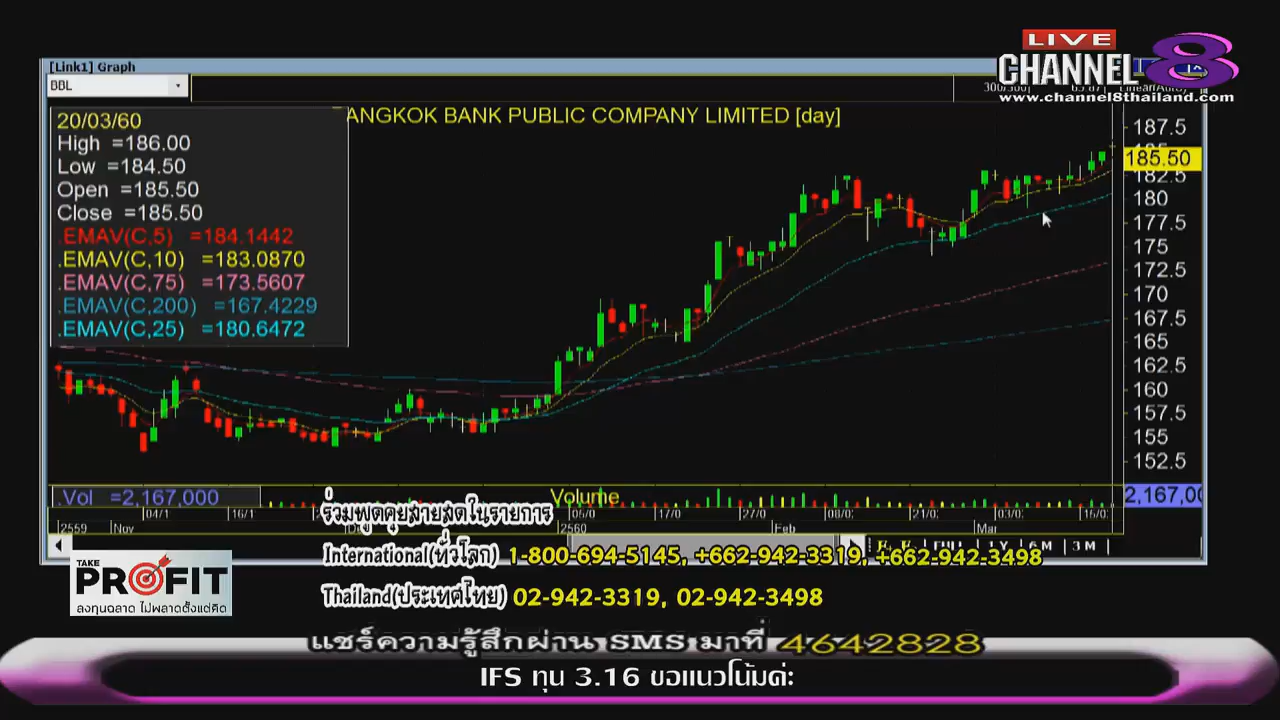 LIVE
CHANNEL 8
www.channel8thailand.com
[Link1] Graph
BBL
ANGKOK BANK PUBLIC COMPANY LIMITED [day]
20/03/60
High =186.00
Low =184.50
Open =185.50
Close =185.50
.EMAV(C,5) =184.1442
.EMAV(C,10) =183.0870
.EMAV(C,75) =173.5607
.EMAV(C,200) =167.4229
.EMAV(C,25) =180.6472
187.5
185.50
182.5
180
177.5
175
172.5
170
167.5
165
162.5
160
157.5
155
152.5
.Vol =2,167,000
Volume
2,167,00
04/1 16/1 05/0 17/0 27/0 08/02 21/ 03/0 16/0
2559 Nov 2560 Feb Mar
1 Y 6 M 3 M
ร่วมพูดคุยสายสดในรายการ
International(ทั่วโลก) 1-800-694-5145, +662-942-3319, +662-942-3498
Thailand(ประเทศไทย) 02-942-3319, 02-942-3498
TAKE
PROFIT
ลงทุนฉลาด ไม่พลาดตั้งแต่คิด
แชร์ความรู้สึกผ่าน SMS มาที่ 4642828
IFS ทุน 3.16 ขอแนวโน้มค่ะ